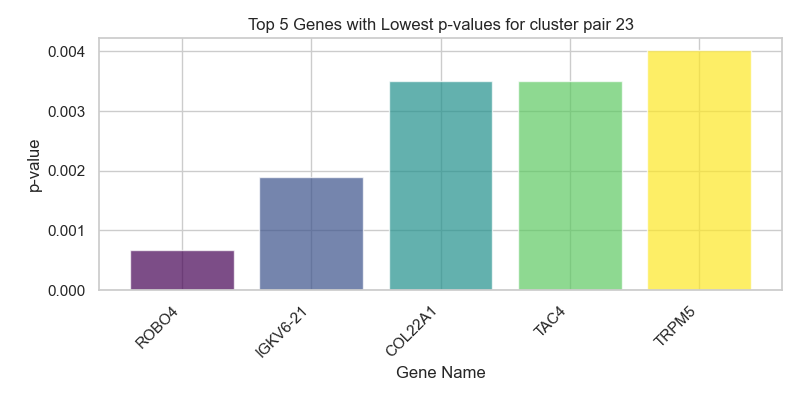 Top 5 Genes with Lowest p-values for cluster pair 23
0.004
0.003
0.002
0.001
0.000
p-value
ROBO4
IGKV6-21
COL22A1
TAC4
TRPM5
Gene Name